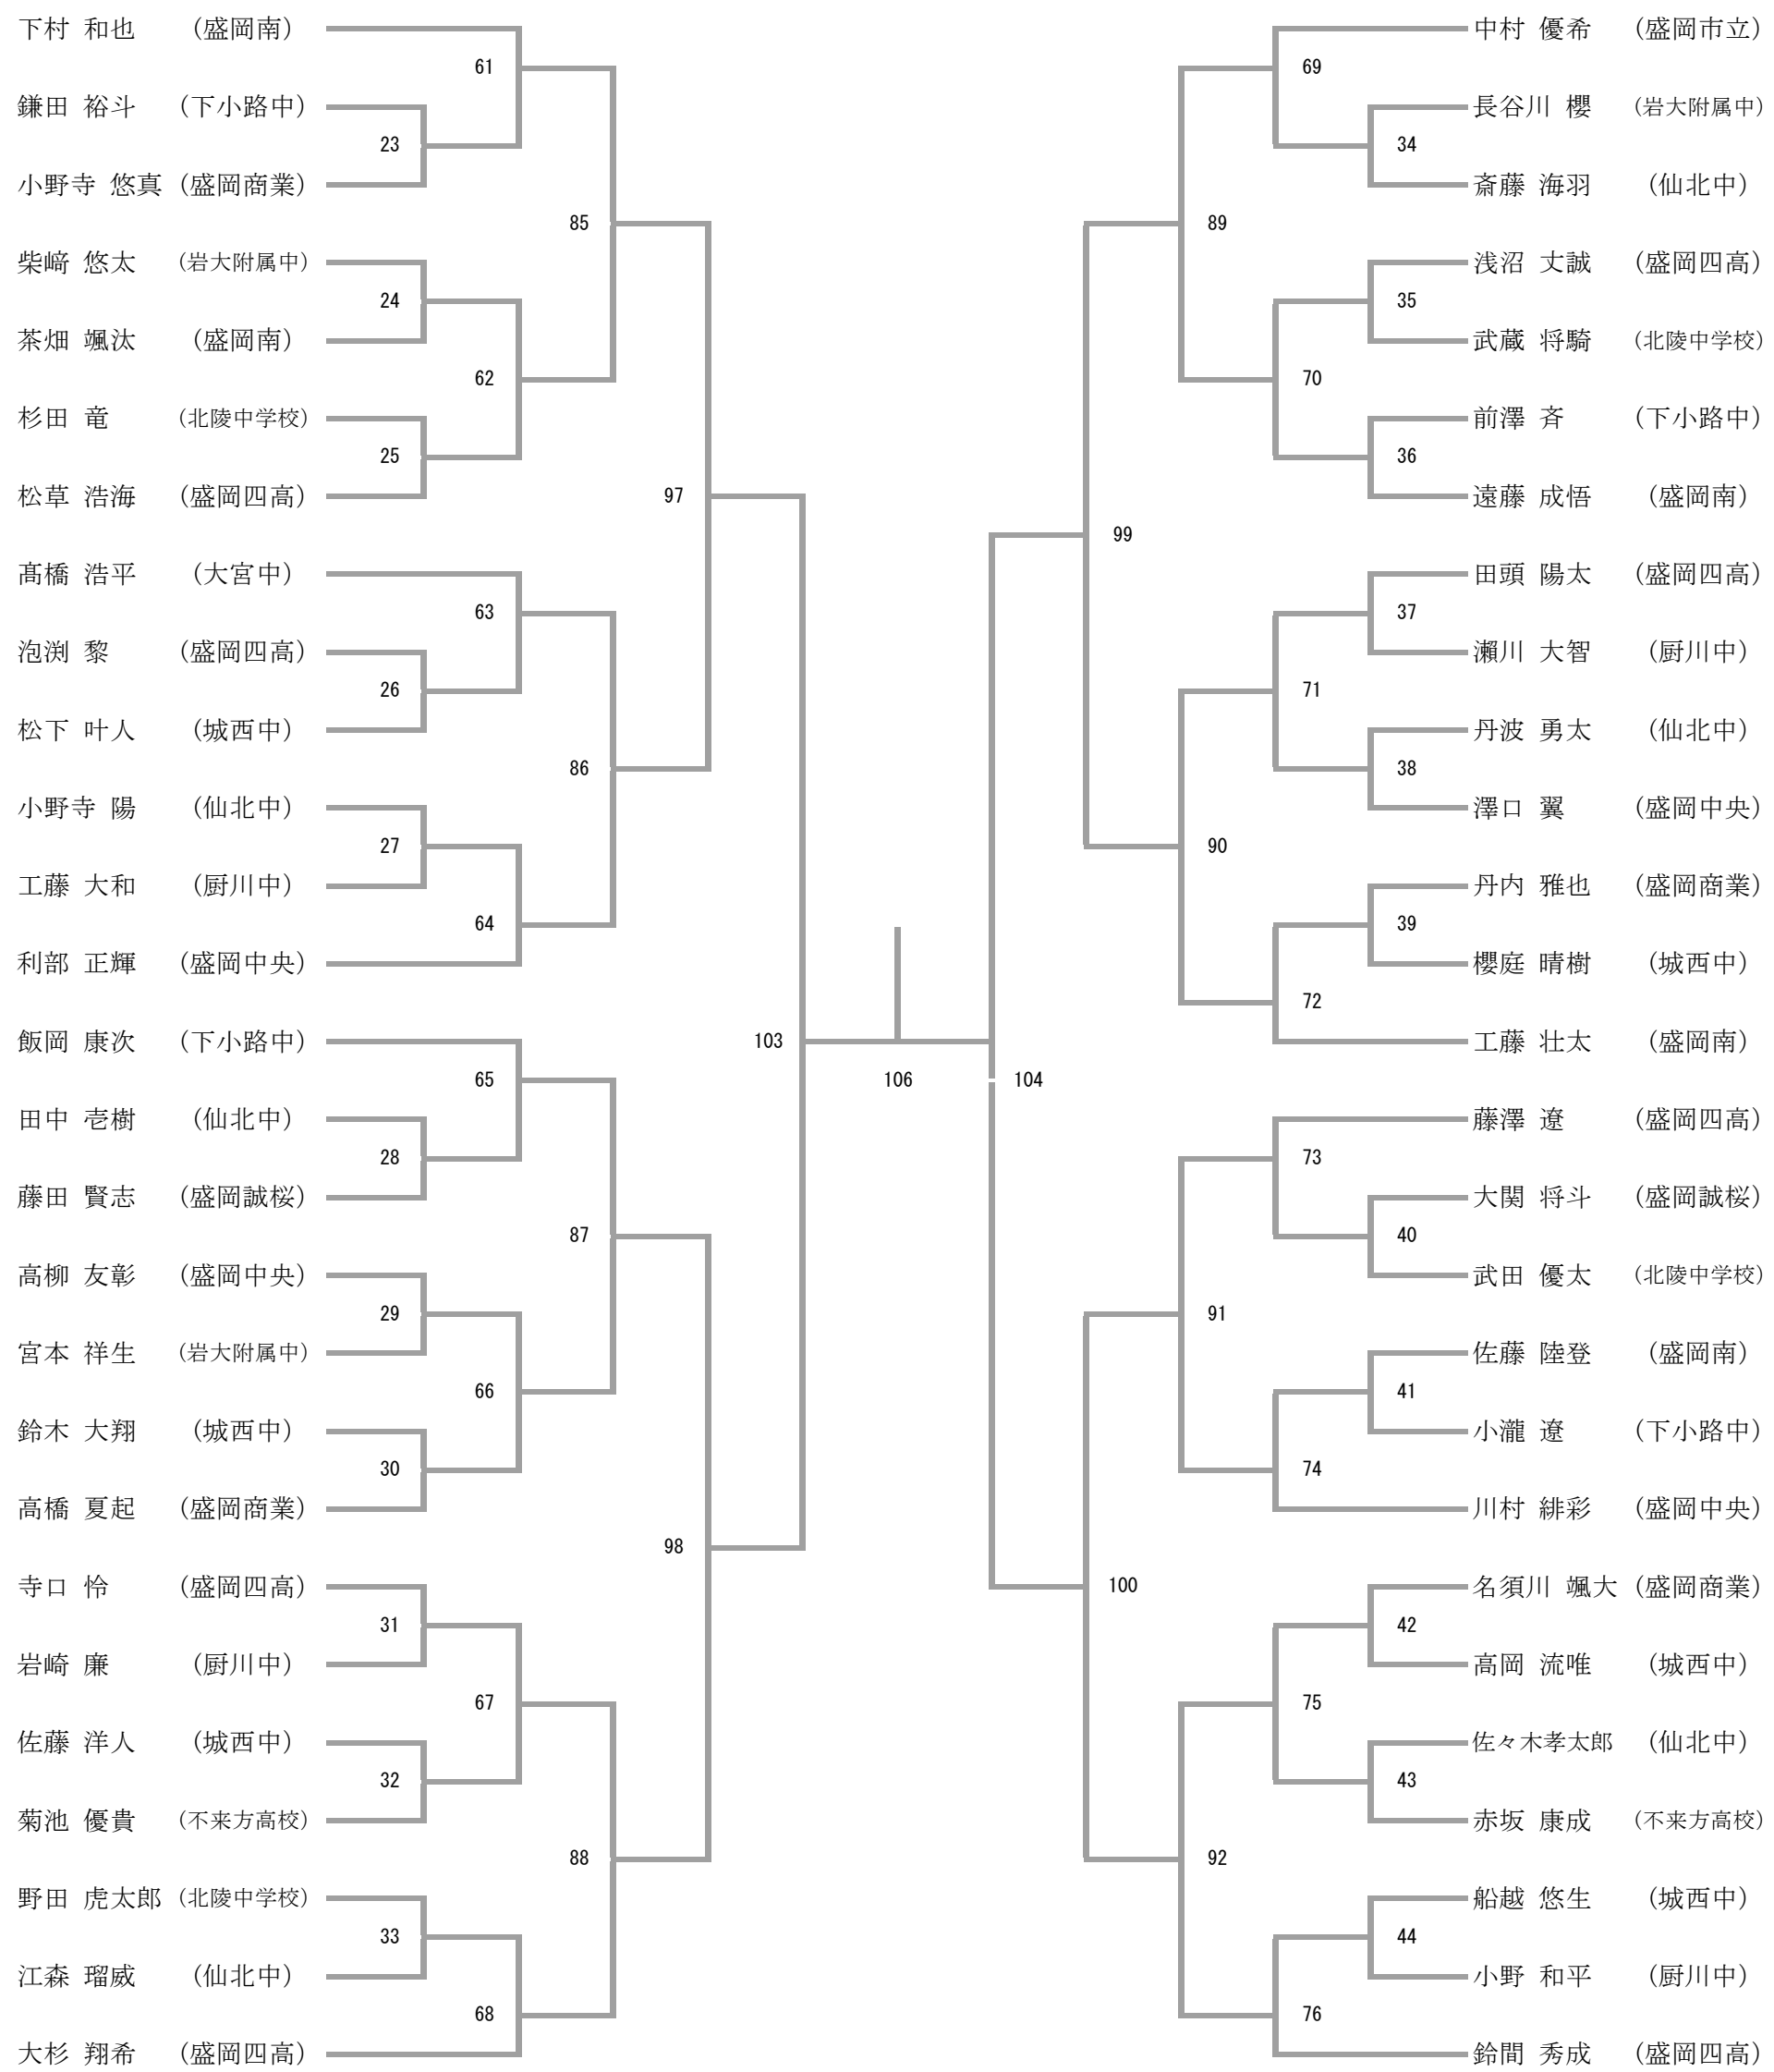 下村 和也 (盛岡南)
61
鎌田 裕斗 (下小路中)
23
小野寺 悠真 (盛岡商業)
85
柴﨑 悠太 (岩大附属中)
24
茶畑 颯汰 (盛岡南)
62
杉田 竜 (北陵中学校)
25
松草 浩海 (盛岡四高)
97
髙橋 浩平 (大宮中)
63
泡渕 黎 (盛岡四高)
26
松下 叶人 (城西中)
86
小野寺 陽 (仙北中)
27
工藤 大和 (厨川中)
64
利部 正輝 (盛岡中央)
飯岡 康次 (下小路中)
103
65
田中 壱樹 (仙北中)
28
藤田 賢志 (盛岡誠桜)
87
高柳 友彰 (盛岡中央)
29
宮本 祥生 (岩大附属中)
66
鈴木 大翔 (城西中)
30
高橋 夏起 (盛岡商業)
98
寺口 怜 (盛岡四高)
31
岩崎 廉 (厨川中)
67
佐藤 洋人 (城西中)
32
菊池 優貴 (不来方高校)
88
野田 虎太郎 (北陵中学校)
33
江森 瑠威 (仙北中)
68
大杉 翔希 (盛岡四高)
106
中村 優希 (盛岡市立)
69
長谷川 櫻 (岩大附属中)
34
斎藤 海羽 (仙北中)
89
浅沼 丈誠 (盛岡四高)
35
武蔵 将騎 (北陵中学校)
70
前澤 斉 (下小路中)
36
遠藤 成悟 (盛岡南)
99
田頭 陽太 (盛岡四高)
37
瀬川 大智 (厨川中)
71
丹波 勇太 (仙北中)
38
澤口 翼 (盛岡中央)
90
丹内 雅也 (盛岡商業)
39
櫻庭 晴樹 (城西中)
72
工藤 壮太 (盛岡南)
104
藤澤 遼 (盛岡四高)
73
大関 将斗 (盛岡誠桜)
40
武田 優太 (北陵中学校)
91
佐藤 陸登 (盛岡南)
41
小瀧 遼 (下小路中)
74
川村 緋彩 (盛岡中央)
100
名須川 颯大 (盛岡商業)
42
高岡 流唯 (城西中)
75
佐々木孝太郎 (仙北中)
43
赤坂 康成 (不来方高校)
92
船越 悠生 (城西中)
44
小野 和平 (厨川中)
76
鈴間 秀成 (盛岡四高)